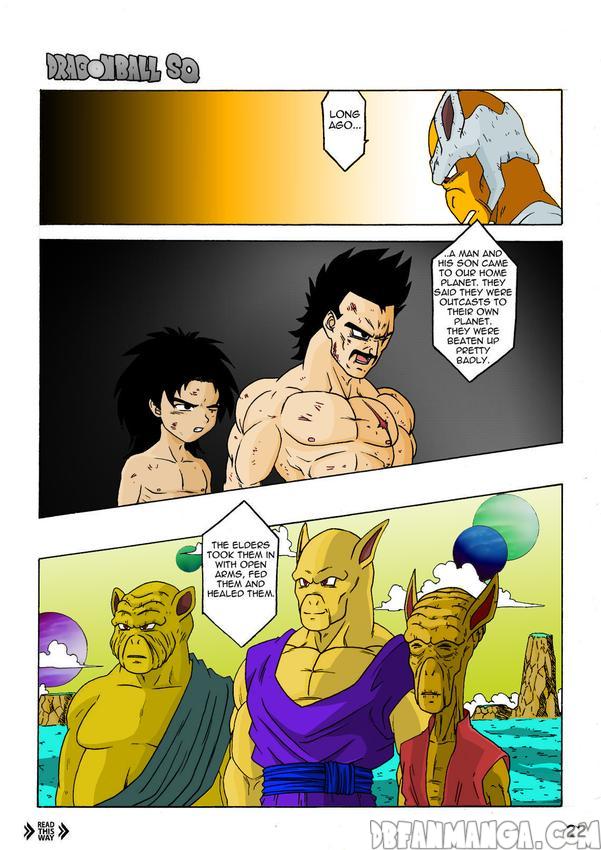 DRAGON BALL SQ
LONG
AGO...
..A MAN AND
HIS SON CAME
TO OUR HOME
PLANET. THEY
SAID THEY WERE
OUTCASTS TO
THEIR OWN
PLANET.
THEY WERE
BEATEN UP
PRETTY
BADLY.
THE ELDERS
TOOK THEM IN
WITH OPEN
ARMS, FED
THEM AND
HEALED THEM.
READ
THIS
WAY
22
DBFANMANGA.COM